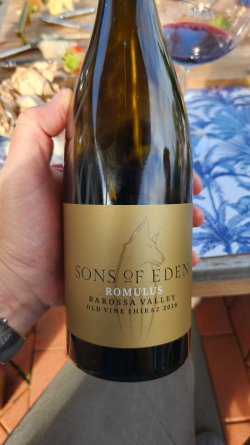 SONS OF EDEN
ROMULUS
BAROSSA VALLEY
OLD VINE SHIRAZ 2018